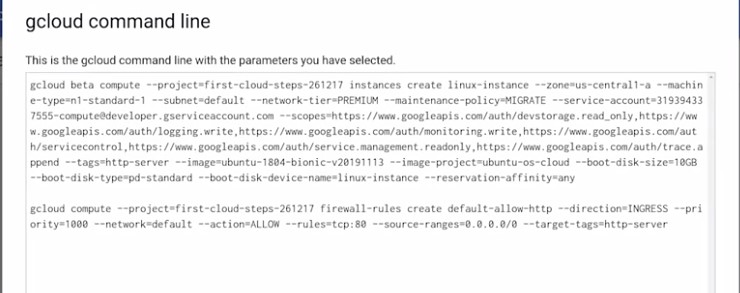 gcloud command line
This is the gcloud command line with the parameters you have selected.
gcloud beta compute --project=first-cloud-steps-261217 instances create linux-instance --zone=us-central1-a --machin
e-type=n1-standard-1 --subnet=default --network-tier=PREMIUM --maintenance-policy=MIGRATE --service-account=31939433
7555-compute@developer.gserviceaccount.com --scopes=https://www.googleapis.com/auth/devstorage.read_only,https://ww
w.googleapis.com/auth/logging.write,https://www.googleapis.com/auth/monitoring.write,https://www.googleapis.com/aut
h/servicecontrol,https://www.googleapis.com/auth/service.management.readonly,https://www.googleapis.com/auth/trace.a
ppend --tags=http-server --image=ubuntu-1804-bionic-v20191113 --image-project=ubuntu-os-cloud --boot-disk-size=10GB
--boot-disk-type=pd-standard --boot-disk-device-name=linux-instance --reservation-affinity=any
gcloud compute --project=first-cloud-steps-261217 firewall-rules create default-allow-http --direction=INGRESS --pri
ority=1000 --network=default --action=ALLOW --rules=tcp:80 --source-ranges=0.0.0.0/0 --target-tags=http-server